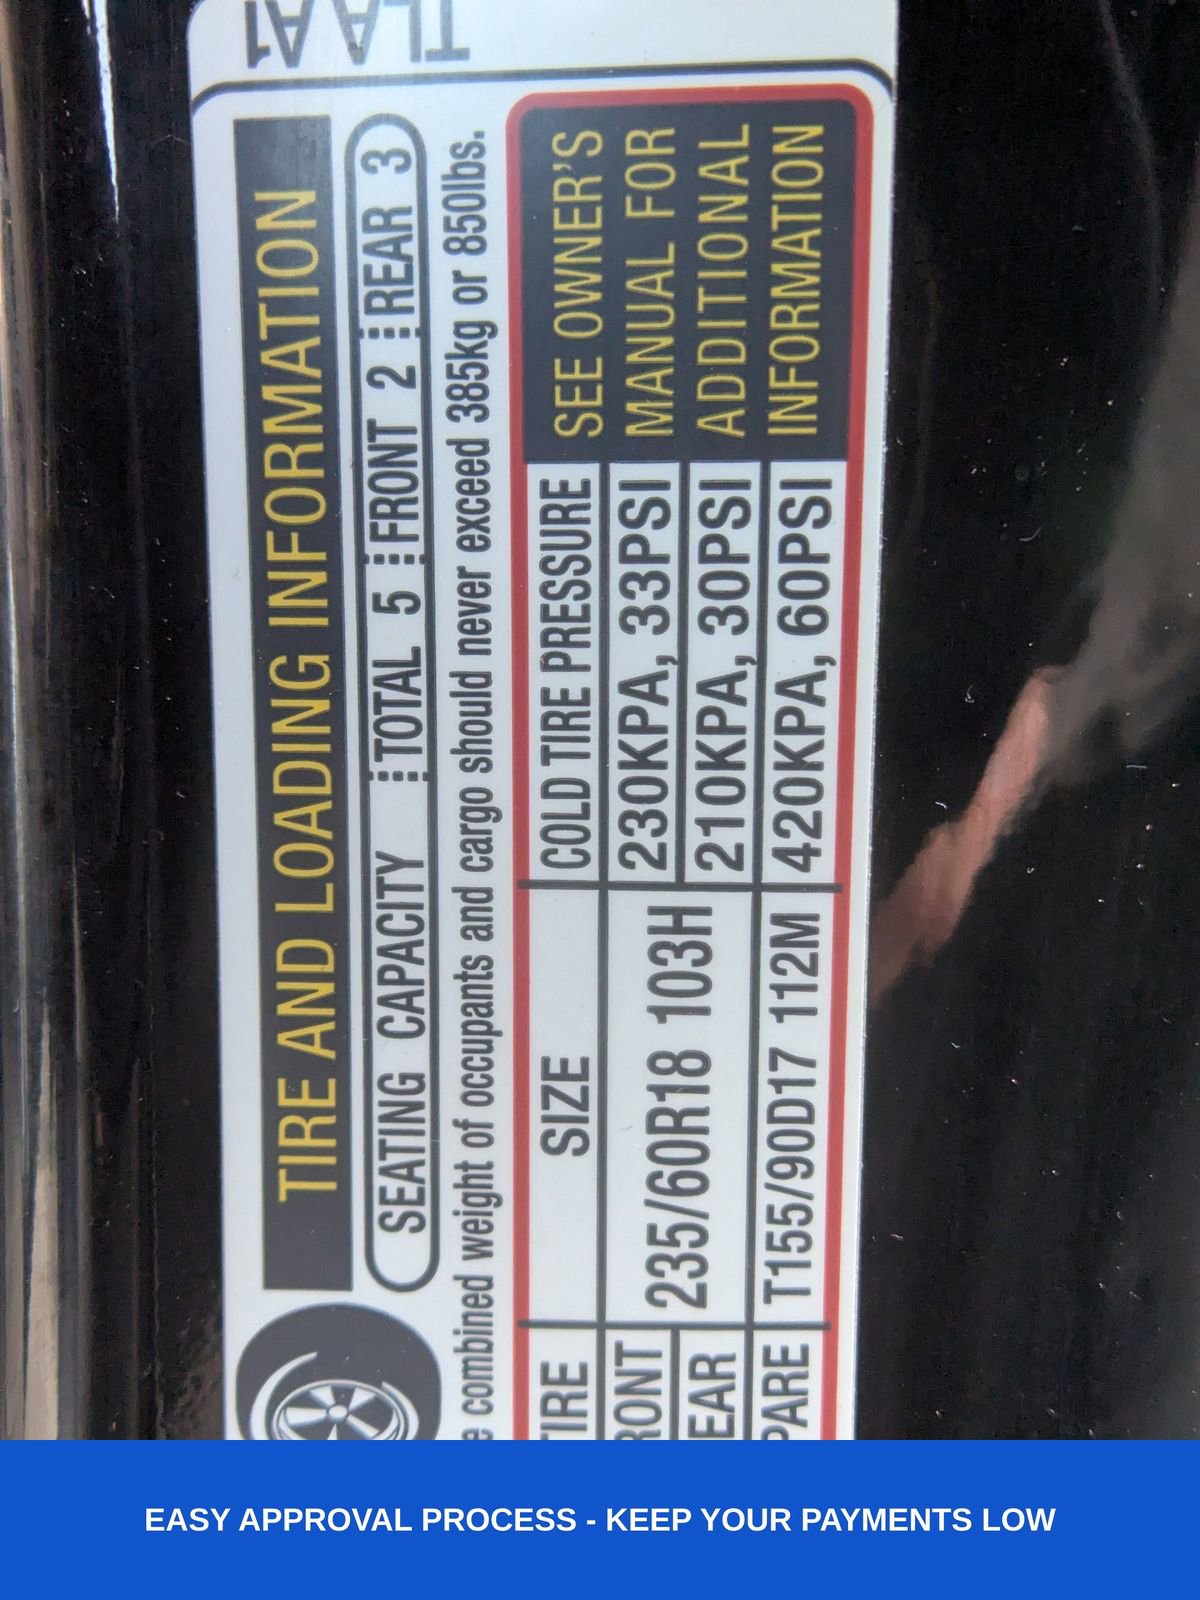 TLAA1
TIRE AND LOADING INFORMATION
SEATING CAPACITY TOTAL 5 FRONT 2 REAR 3
combined weight of occupants and cargo should never exceed 385kg or 850lbs.
TIRE SIZE COLD TIRE PRESSURE
RONT 235/60R18 103H 230KPA, 33PSI
EAR 210KPA, 30PSI
PARE T155/90D17 112M 420KPA, 60PSI
SEE OWNER'S
MANUAL FOR
ADDITIONAL
INFORMATION
EASY APPROVAL PROCESS - KEEP YOUR PAYMENTS LOW